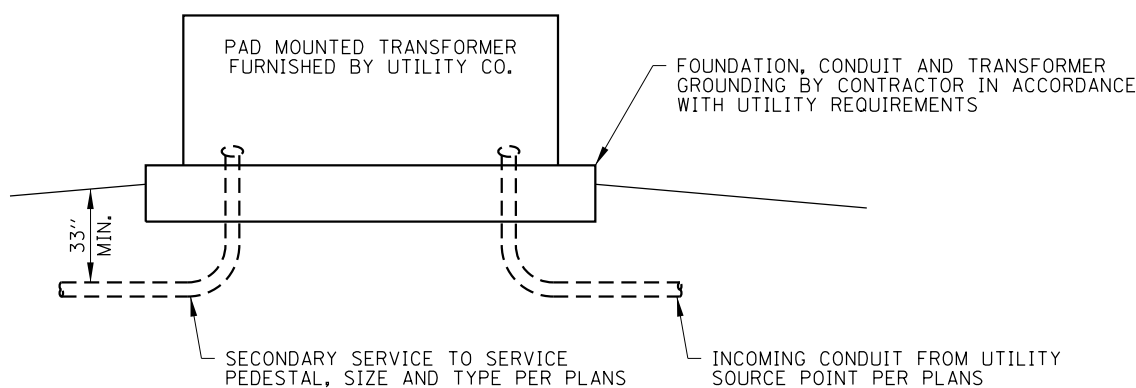 PAD MOUNTED TRANSFORMER
FURNISHED BY UTILITY CO.
FOUNDATION, CONDUIT AND TRANSFORMER
GROUNDING BY CONTRACTOR IN ACCORDANCE
WITH UTILITY REQUIREMENTS
33"
MIN.
SECONDARY SERVICE TO SERVICE
PEDESTAL, SIZE AND TYPE PER PLANS
INCOMING CONDUIT FROM UTILITY
SOURCE POINT PER PLANS